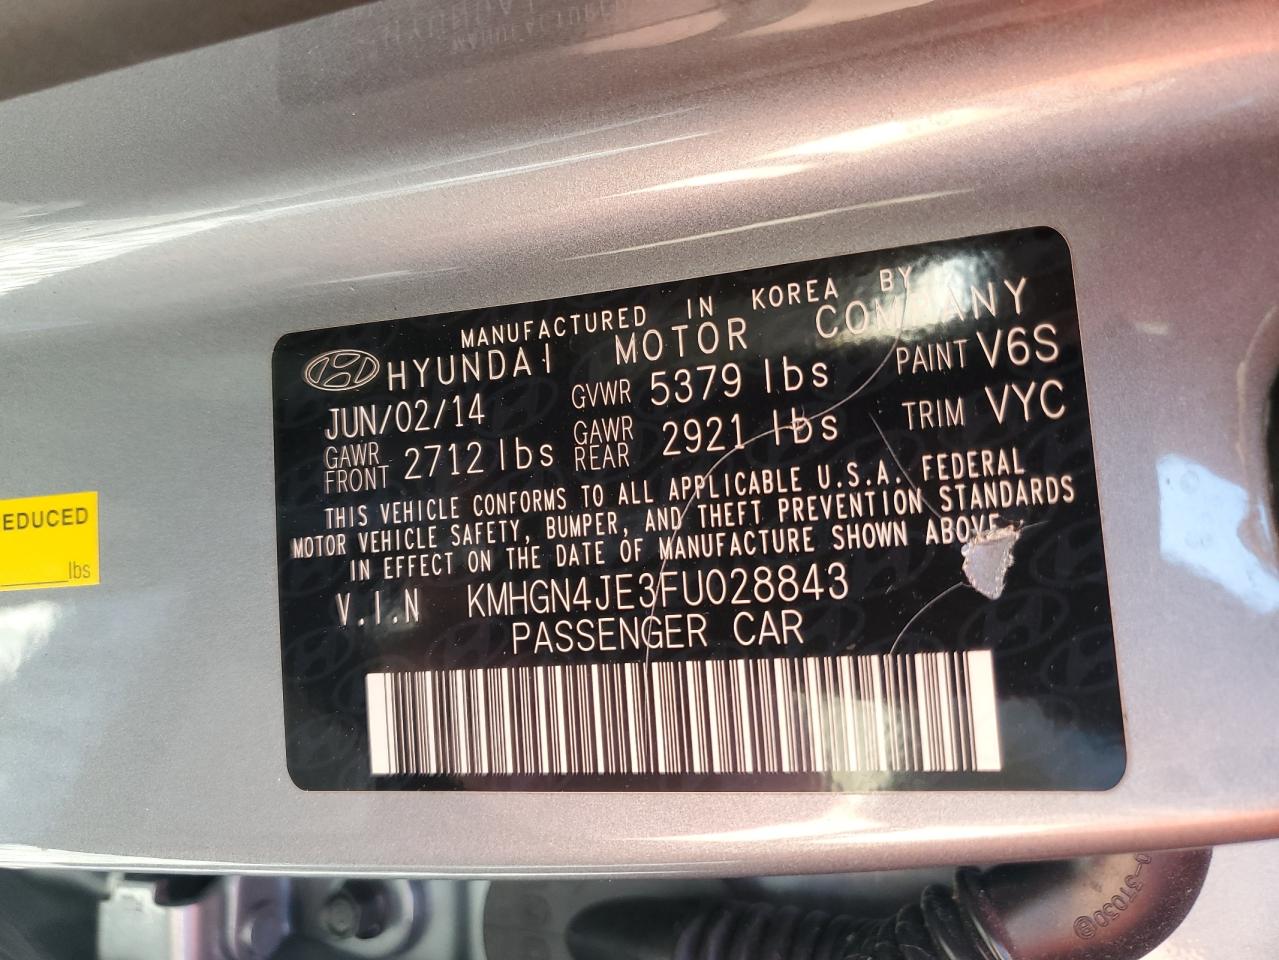 MANUFACTURED IN KOREA BY
HYUNDAI MOTOR COMPANY
JUN/02/14 GVWR 5379 lbs PAINT V6S
GAWR FRONT 2712 lbs GAWR REAR 2921 lbs TRIM VYC
THIS VEHICLE CONFORMS TO ALL APPLICABLE U.S.A. FEDERAL
MOTOR VEHICLE SAFETY, BUMPER, AND THEFT PREVENTION STANDARDS
IN EFFECT ON THE DATE OF MANUFACTURE SHOWN ABOVE
V.I.N KMHGN4JE3FU028843
PASSENGER CAR
EDUCED
lbs